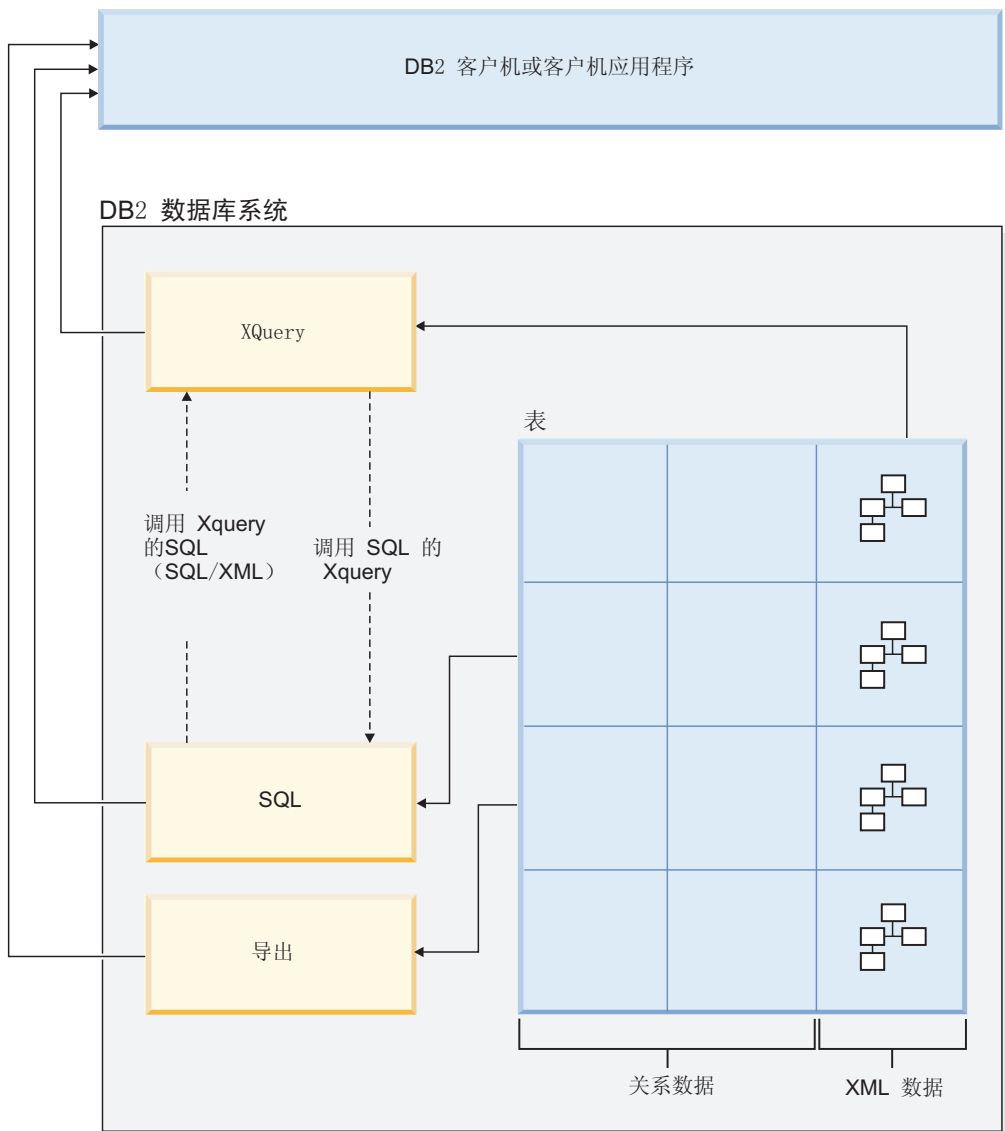 DB2 客户机或客户机应用程序
DB2 数据库系统
XQuery
表
调用 Xquery
的SQL
（SQL/XML）
调用 SQL 的
Xquery
SQL
导出
关系数据
XML 数据